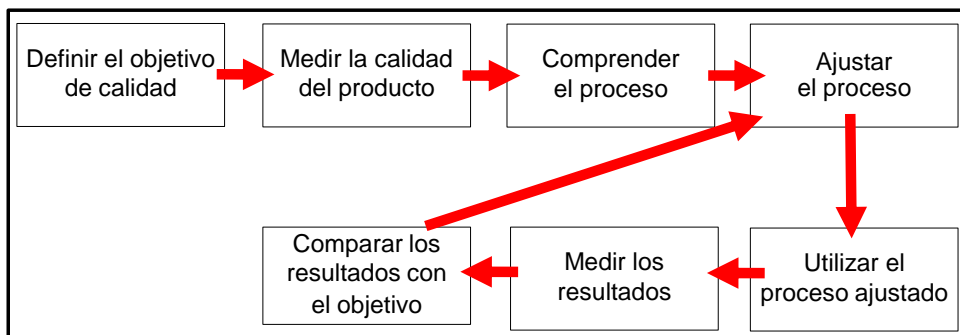 Definir el objetivo
de calidad
Medir la calidad
del producto
Comprender
el proceso
Ajustar
el proceso
Comparar los
resultados con
el objetivo
Medir los
resultados
Utilizar el
proceso ajustado